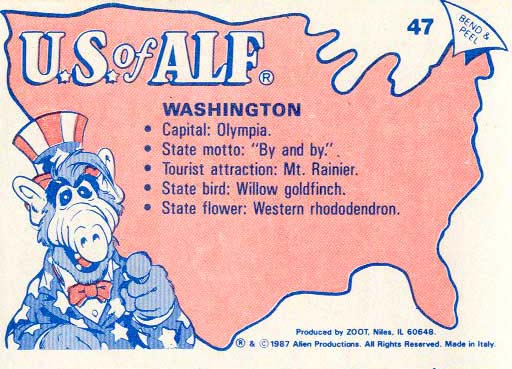 47
BEND &
PEEL
U.S. of ALF ®
WASHINGTON
• Capital: Olympia.
• State motto: "By and by."
• Tourist attraction: Mt. Rainier.
• State bird: Willow goldfinch.
• State flower: Western rhododendron.
Produced by ZOOT, Niles, IL 60648.
® & © 1987 Alien Productions. All Rights Reserved. Made in Italy.